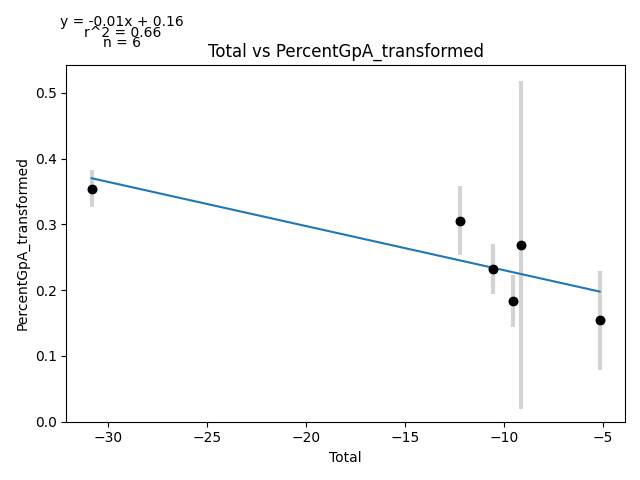 y = -0.01x + 0.16
r^2 = 0.66
n = 6
Total vs PercentGpA_transformed
PercentGpA_transformed
0.5
0.4
0.3
0.2
0.1
0.0
−30 −25 −20 −15 −10 −5
Total